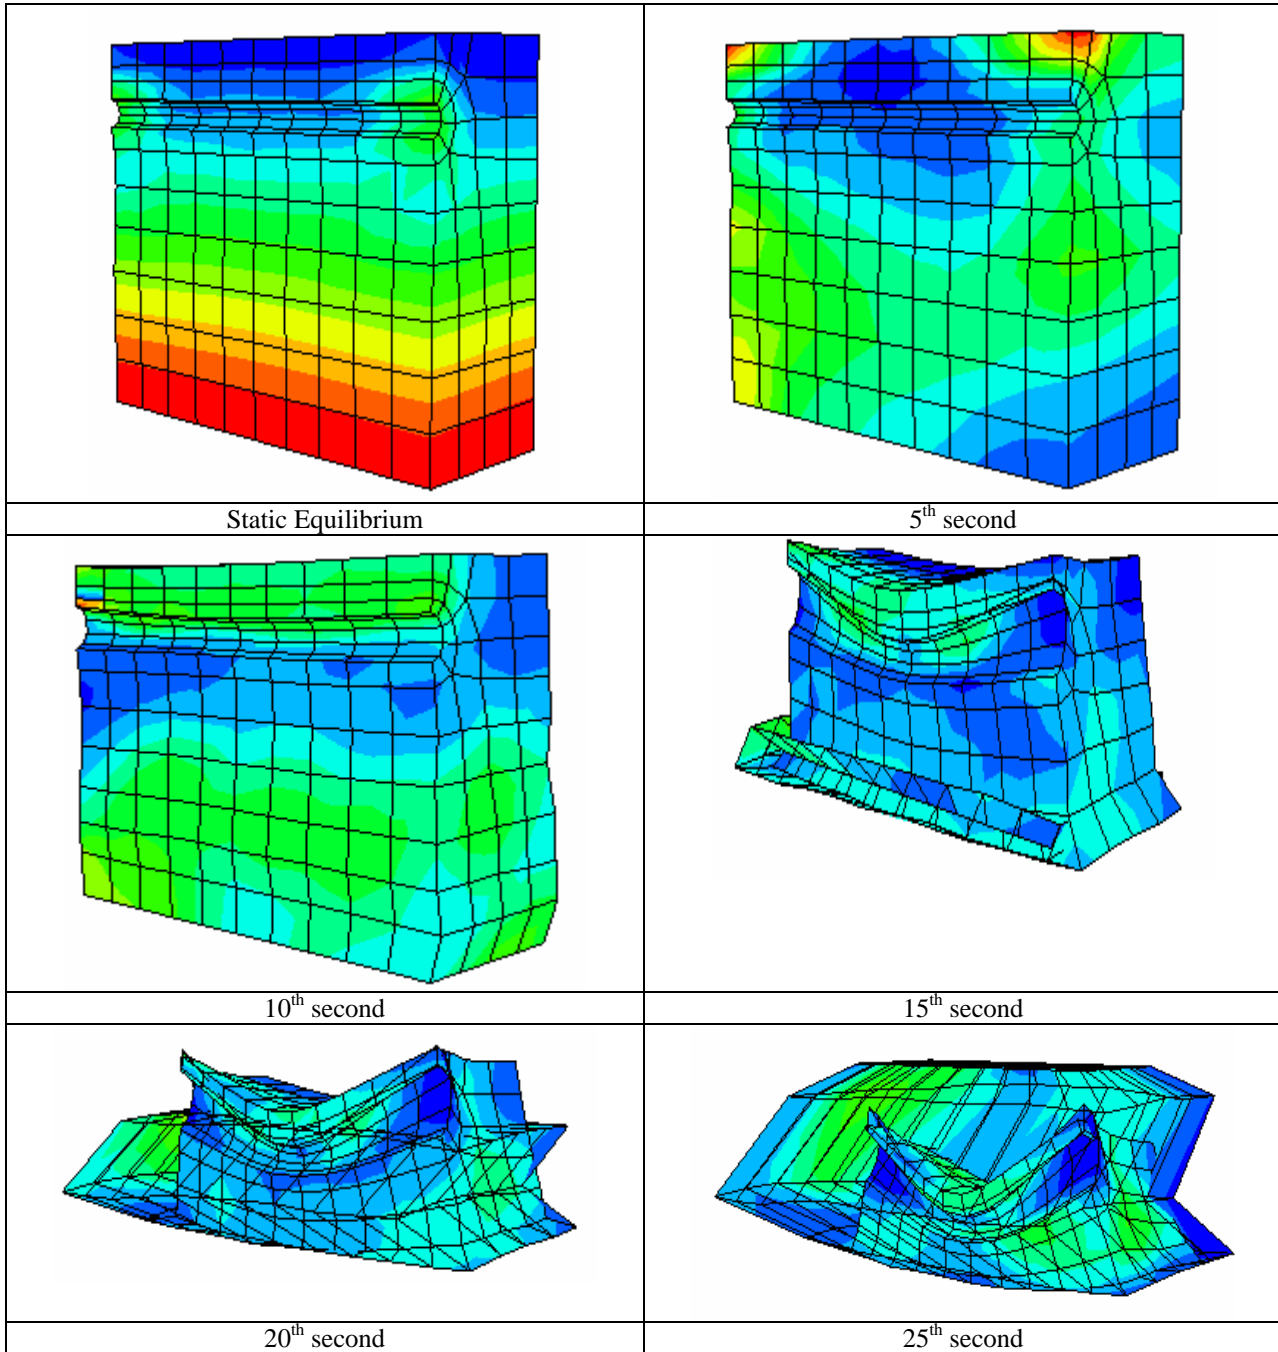 Static Equilibrium
5th second
10th second
15th second
20th second
25th second